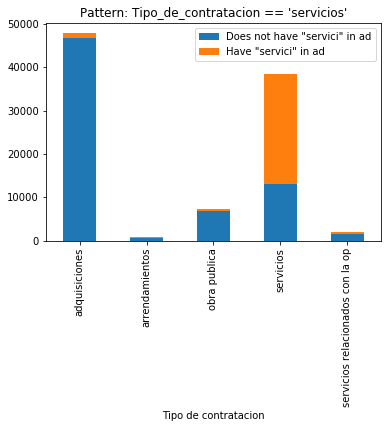 Pattern: Tipo_de_contratacion == 'servicios'
Does not have "servici" in ad
Have "servici" in ad
50000
40000
30000
20000
10000
0
adquisiciones
arrendamientos
obra publica
servicios
servicios relacionados con la op
Tipo de contratacion